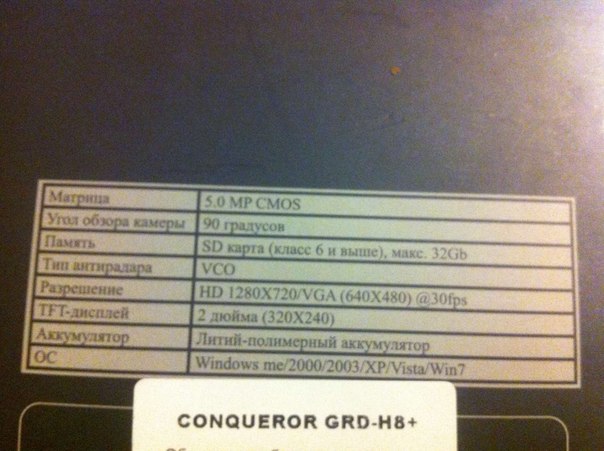 Матрица 5.0 MP CMOS
Угол обзора камеры 90 градусов
Память SD карта (класс 6 и выше), макс. 32Gb
Тип антирадара VCO
Разрешение HD 1280X720/VGA (640X480) @30fps
TFT-дисплей 2 дюйма (320X240)
Аккумулятор Литий-полимерный аккумулятор
ОС Windows me/2000/2003/XP/Vista/Win7
CONQUEROR GRD-H8+